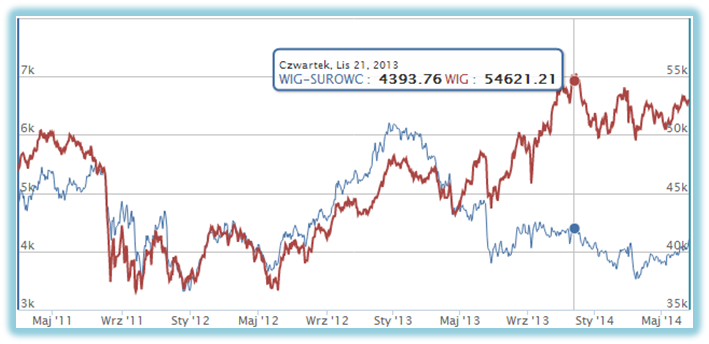 Czwartek, Lis 21, 2013
WIG-SUROWC : 4393.76 WIG : 54621.21
7k
6k
5k
4k
3k
55k
50k
45k
40k
35k
Maj '11 Wrz '11 Sty '12 Maj '12 Wrz '12 Sty '13 Maj '13 Wrz '13 Sty '14 Maj '14